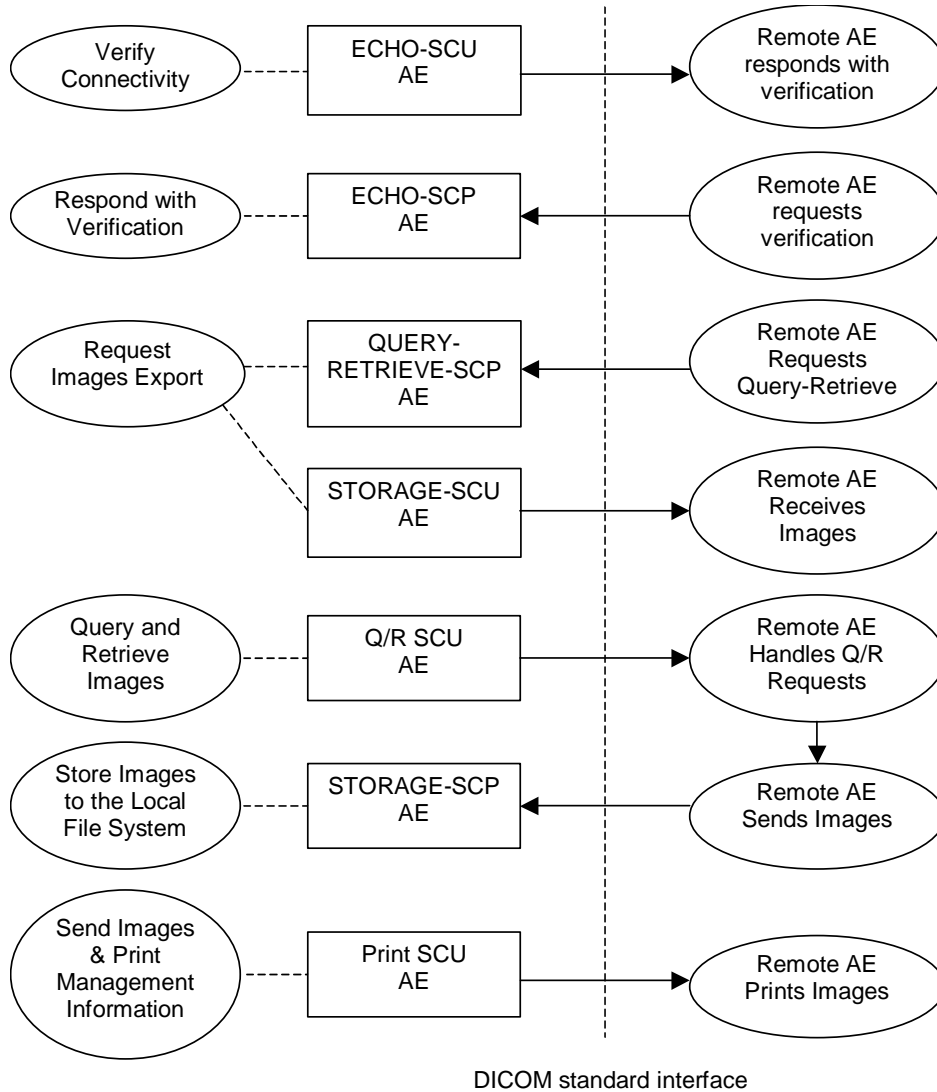 Verify
Connectivity
ECHO-SCU
AE
Remote AE
responds with
verification
Respond with
Verification
ECHO-SCP
AE
Remote AE
requests
verification
Request
Images Export
QUERY-
RETRIEVE-SCP
AE
Remote AE
Requests
Query-Retrieve
STORAGE-SCU
AE
Remote AE
Receives
Images
Query and
Retrieve
Images
Q/R SCU
AE
Remote AE
Handles Q/R
Requests
Store Images
to the Local
File System
STORAGE-SCP
AE
Remote AE
Sends Images
Send Images
& Print
Management
Information
Print SCU
AE
Remote AE
Prints Images
DICOM standard interface